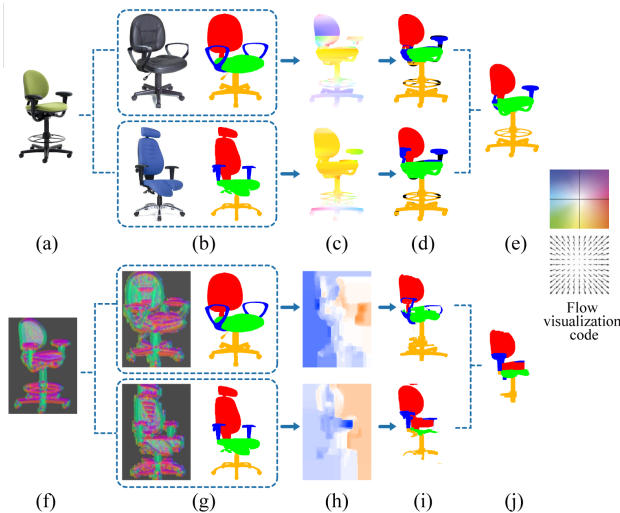 (a)
(b)
(c)
(d)
(e)
Flow
visualization
code
(f)
(g)
(h)
(i)
(j)